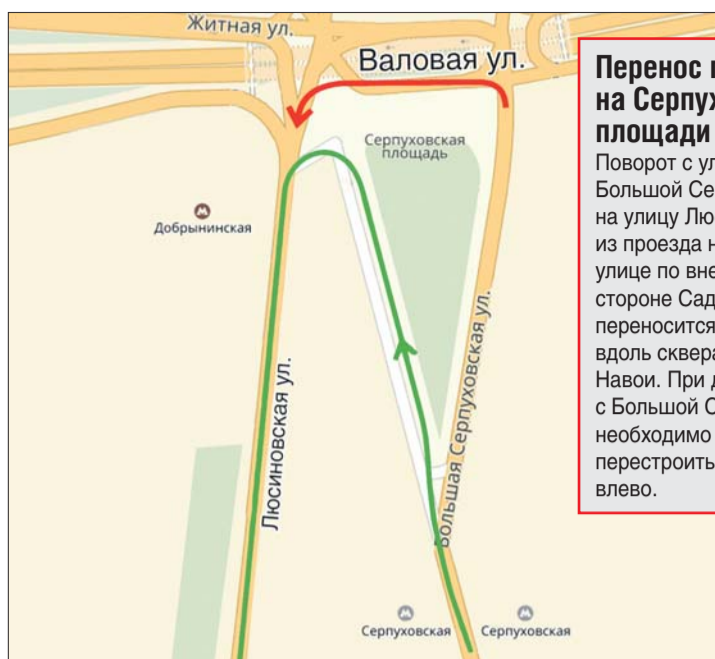 Житная ул.
Валовая ул.
Серпуховская
площадь
Добрынинская
Люсиновская ул.
Большая Серпуховская ул.
Серпуховская
Серпуховская
Перенос
на Серпух
площади
Поворот с ул
Большой Се
на улицу Лю
из проезда н
улице по вне
стороне Сад
переносится
вдоль сквера
Навои. При д
с Большой С
необходимо
перестроить
влево.